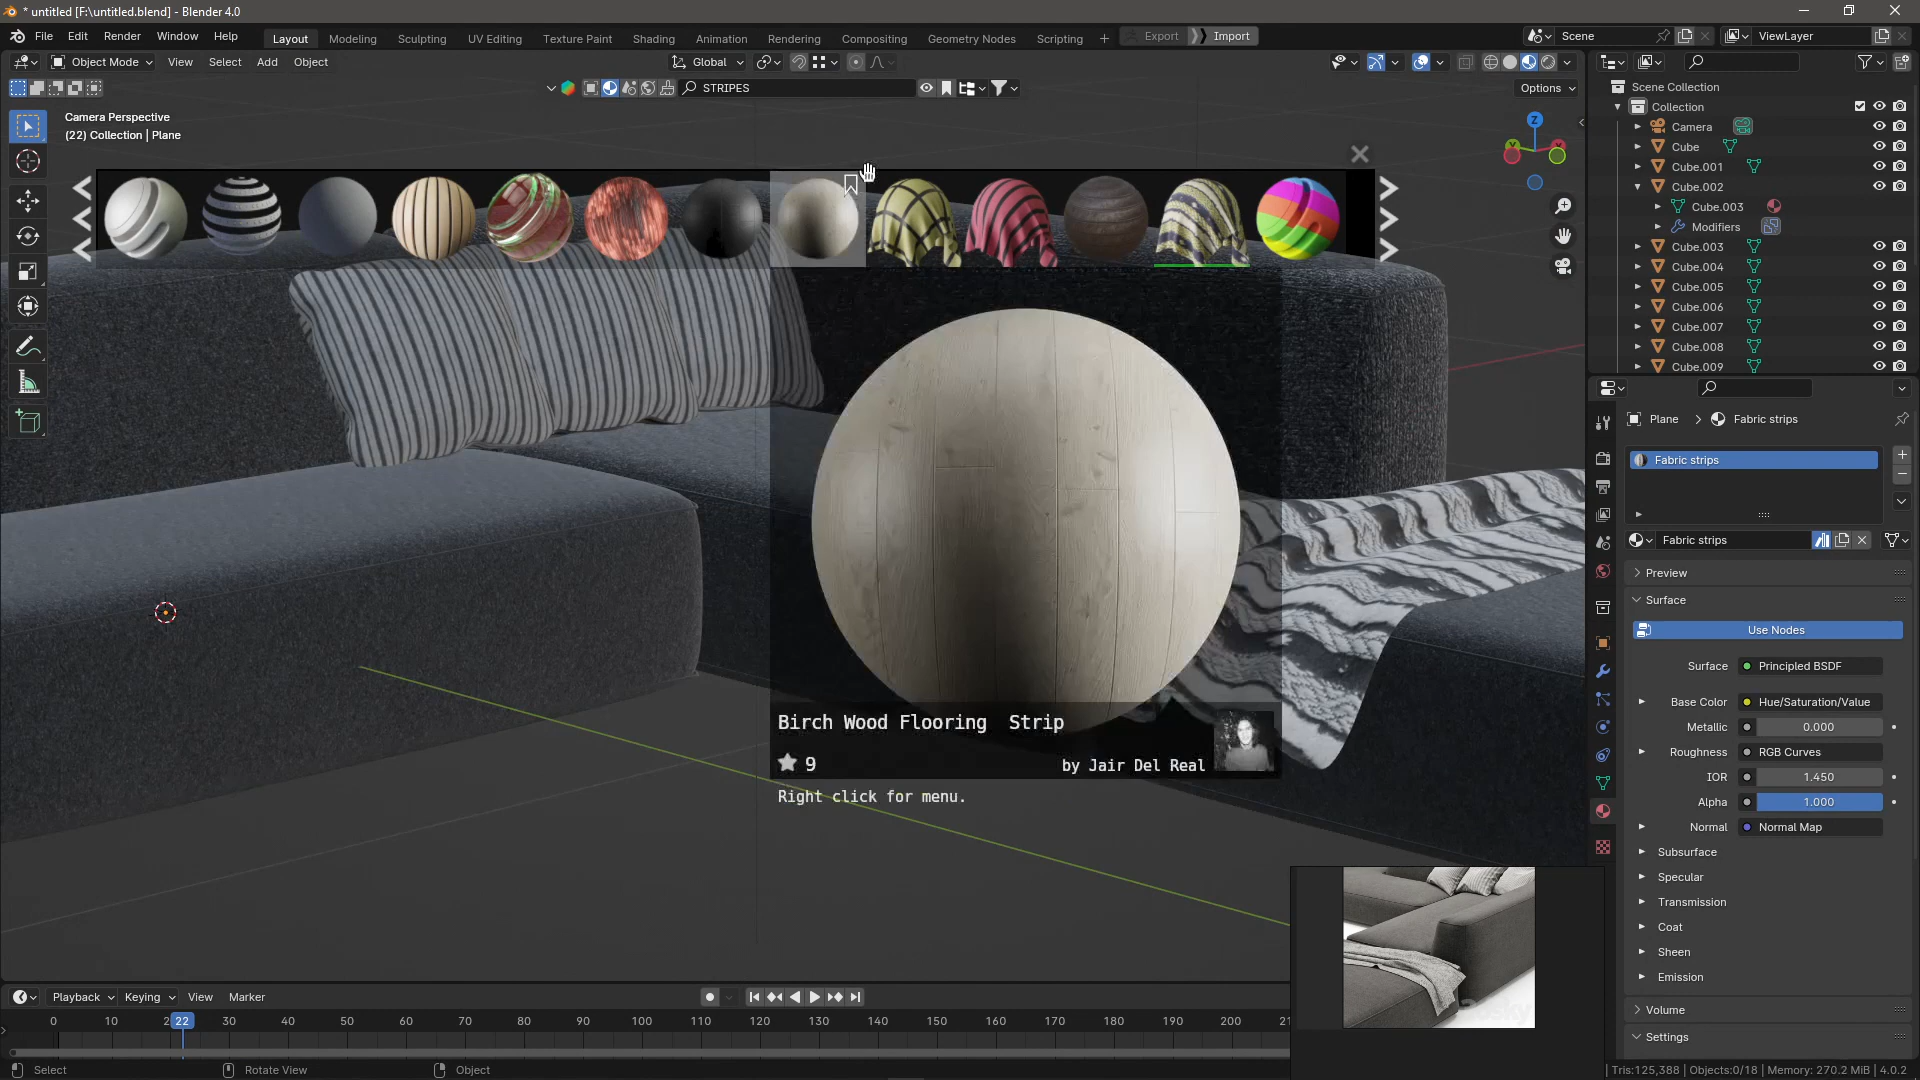 * untitled [F:\untitled.blend] - Blender 4.0
File Edit Render Window Help
Layout Modeling Sculpting UV Editing Texture Paint Shading Animation Rendering Compositing Geometry Nodes Scripting + Export Import
Scene ViewLayer
Object Mode View Select Add Object
Global
STRIPES
Options
Camera Perspective
(22) Collection | Plane
Z
Scene Collection
Collection
Camera
Cube
Cube.001
Cube.002
Cube.003
Modifiers
Cube.003
Cube.004
Cube.005
Cube.006
Cube.007
Cube.008
Cube.009
Birch Wood Flooring Strip
9
by Jair Del Real
Right click for menu.
Plane > Fabric strips
Fabric strips
Fabric strips
Preview
Surface
Use Nodes
Surface Principled BSDF
Base Color Hue/Saturation/Value
Metallic 0.000
Roughness RGB Curves
IOR 1.450
Alpha 1.000
Normal Normal Map
Subsurface
Specular
Transmission
Coat
Sheen
Emission
Volume
Settings
Playback Keying View Marker
0 10 2 22 30 40 50 60 70 80 90 100 110 120 130 140 150 160 170 180 190 200
Select Rotate View Object
Tris:125,388 | Objects:0/18 | Memory: 270.2 MiB | 4.0.2